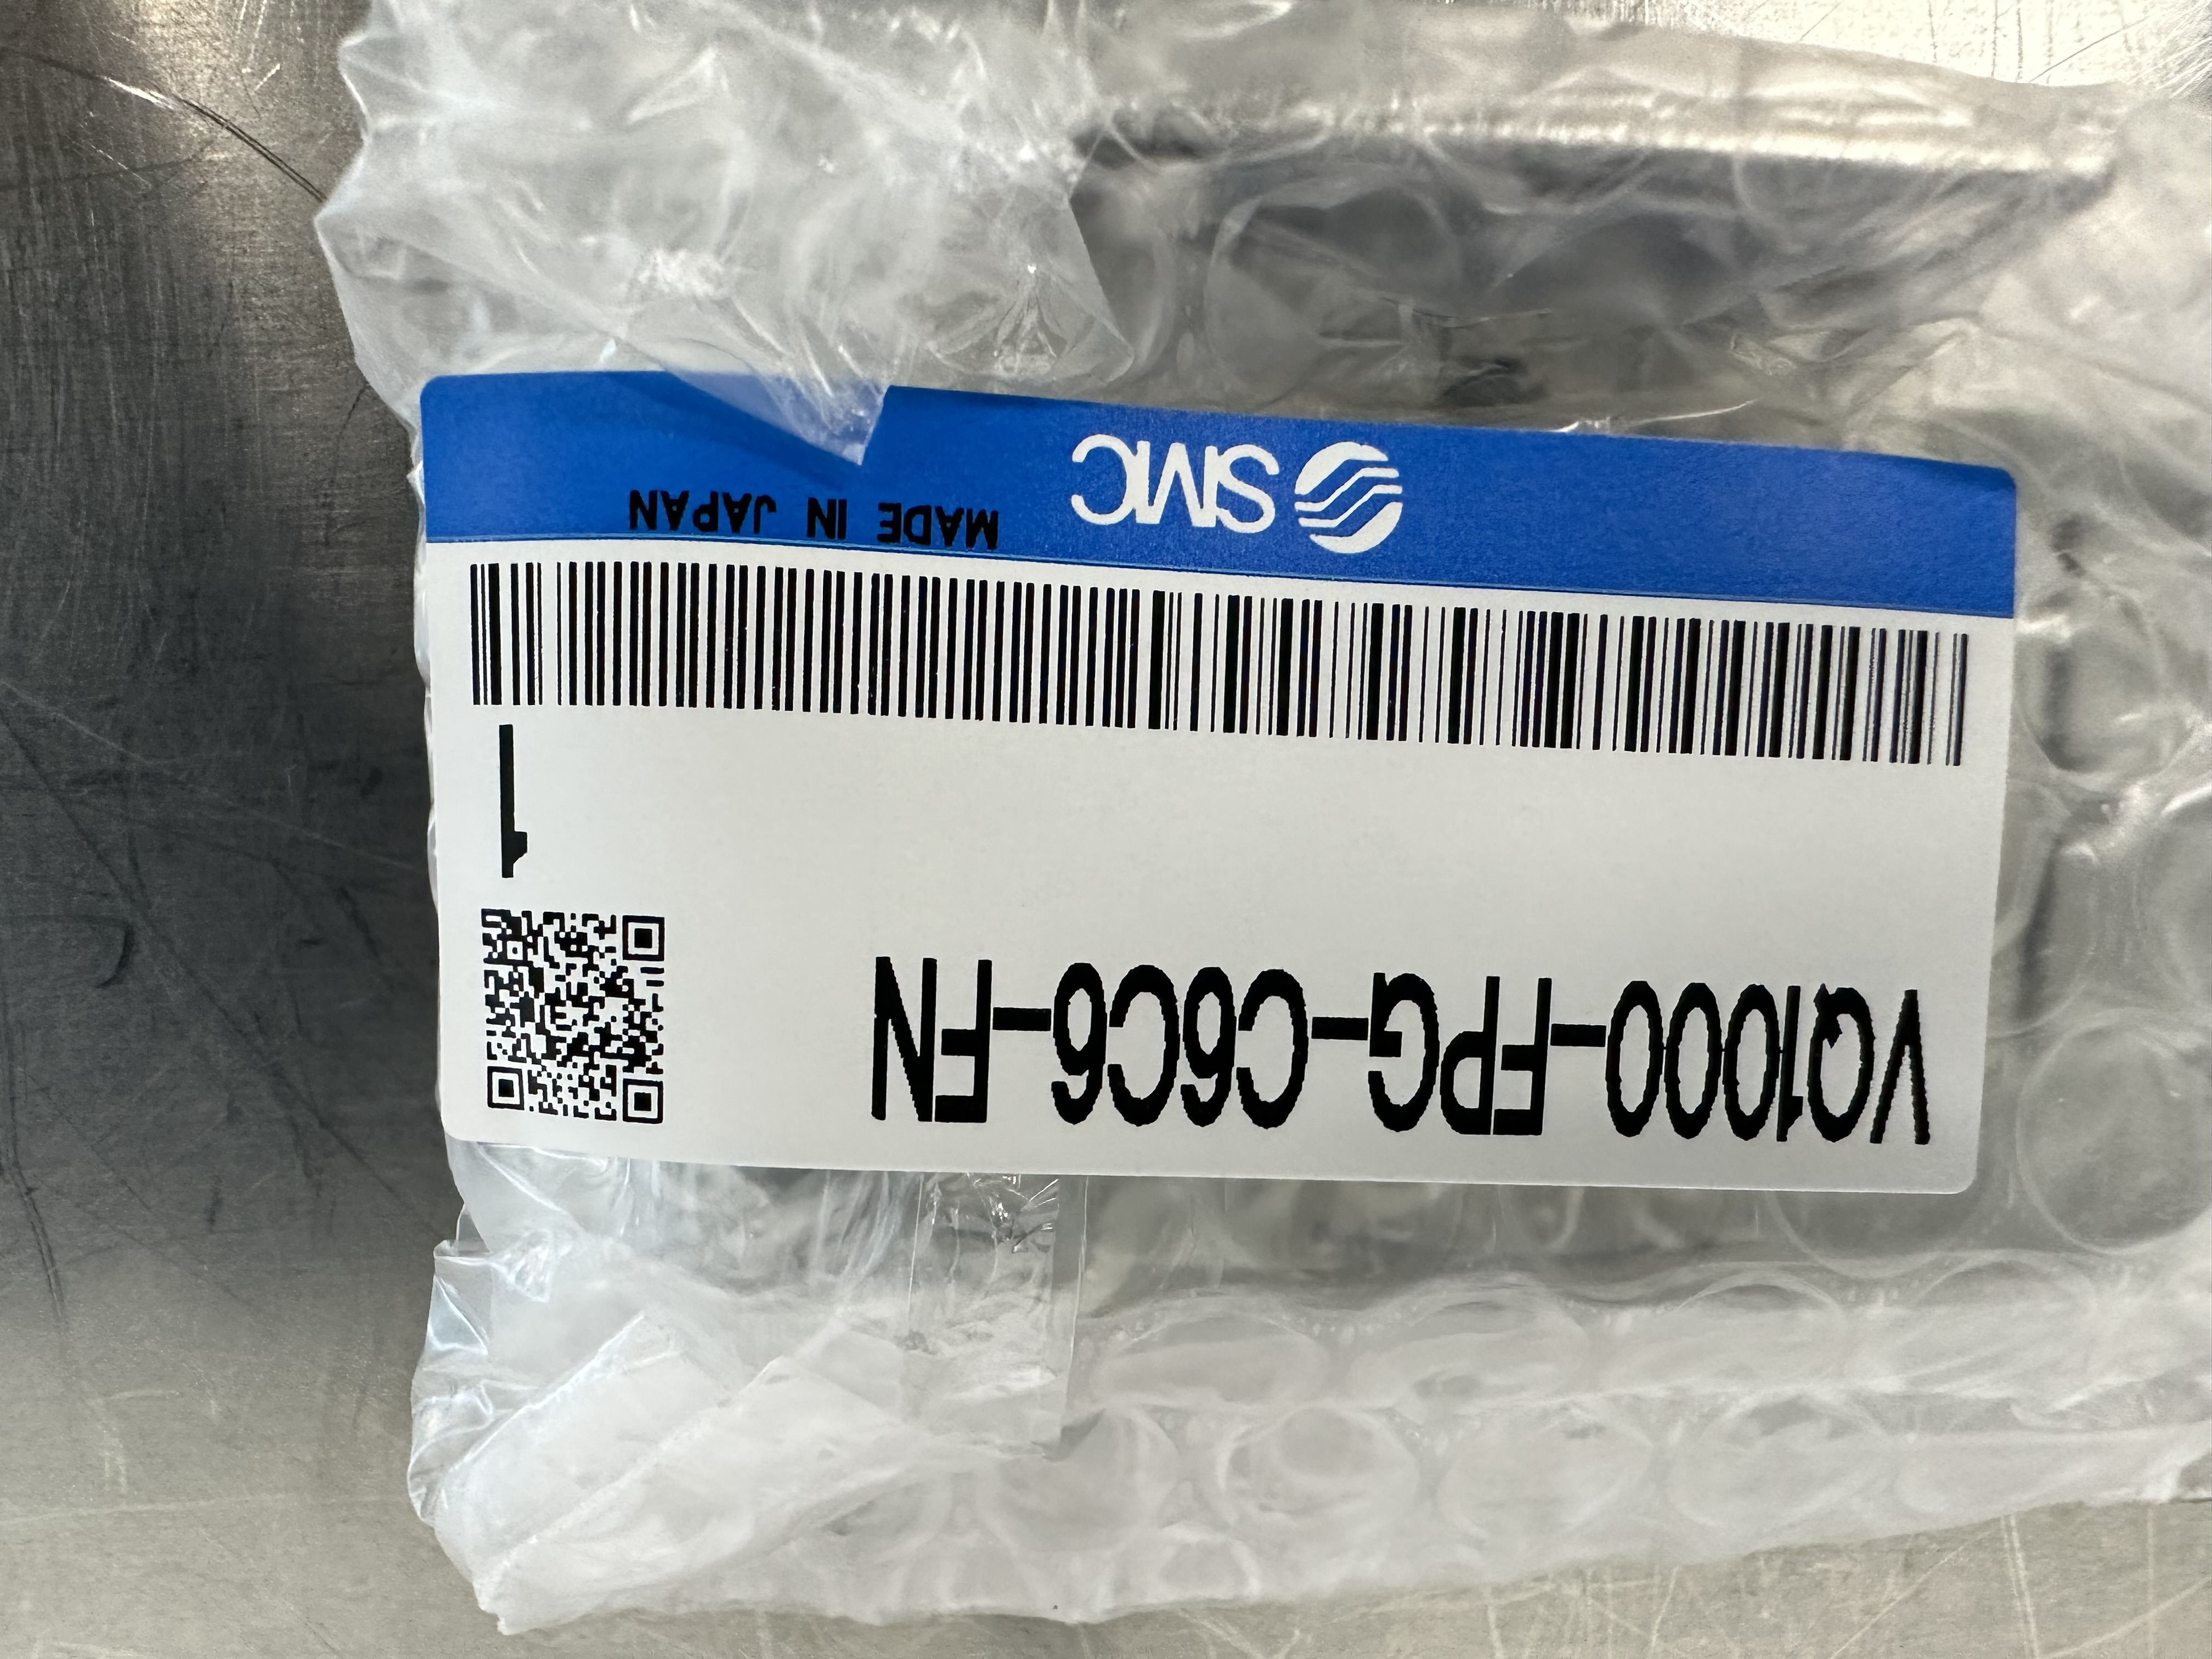 VQ1000-FPG-C6C6-FN
1
MADE IN JAPAN
SMC